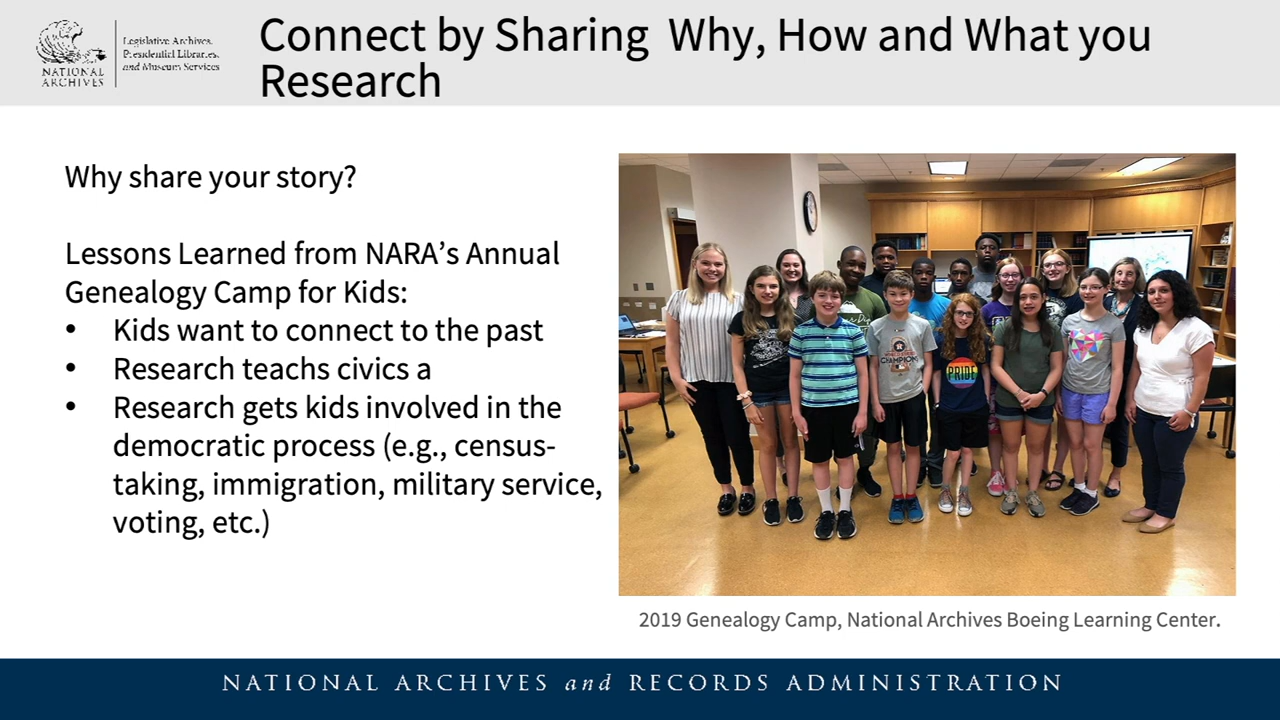 NATIONAL
ARCHIVES
Legislative Archives,
Presidential Libraries,
and Museum Services
Connect by Sharing Why, How and What you
Research
Why share your story?
Lessons Learned from NARA's Annual
Genealogy Camp for Kids:
• Kids want to connect to the past
• Research teachs civics a
• Research gets kids involved in the
democratic process (e.g., census-
taking, immigration, military service,
voting, etc.)
CHAMPIONS
PRIDE
2019 Genealogy Camp, National Archives Boeing Learning Center.
NATIONAL ARCHIVES and RECORDS ADMINISTRATION